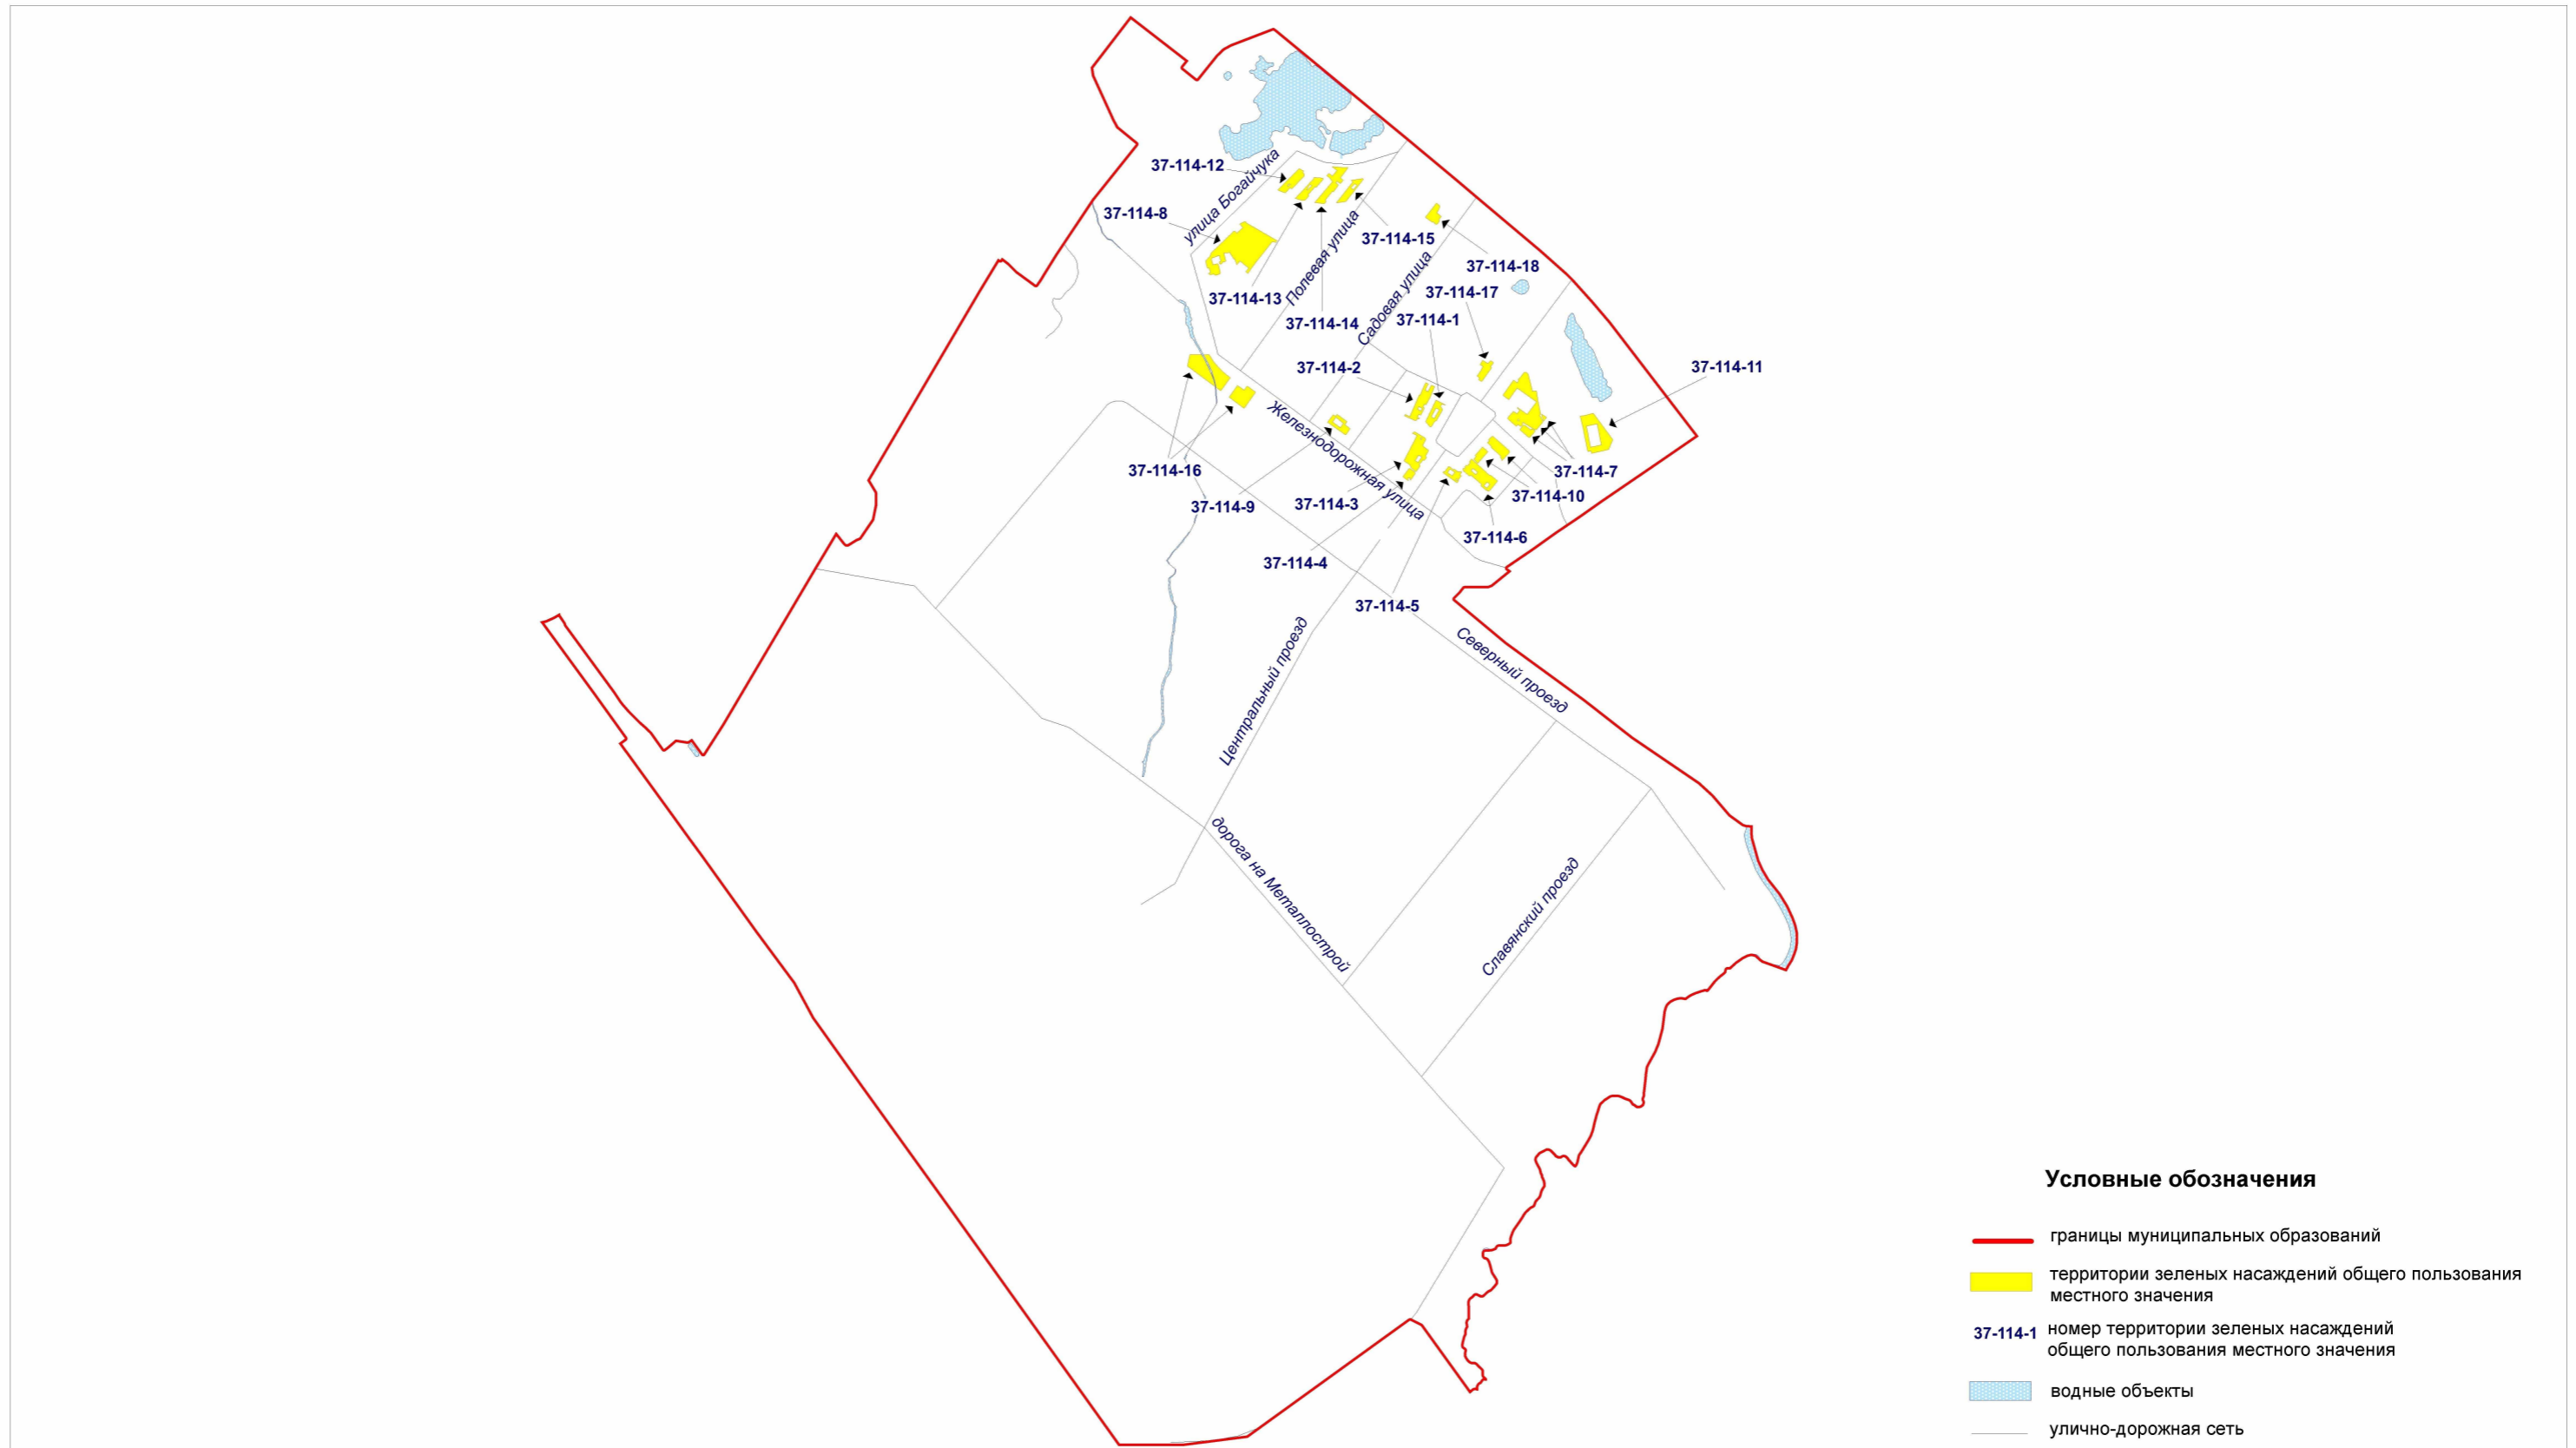 37-114-12
улица Богайчука
37-114-8
Полевая улица
37-114-15
37-114-18
Садовая улица
37-114-17
37-114-13
37-114-14
37-114-1
37-114-2
37-114-11
Железнодорожная улица
37-114-16
37-114-7
37-114-10
37-114-9
37-114-3
37-114-6
37-114-4
37-114-5
Центральный проезд
Северный проезд
дорога на Металлострой
Славянский проезд
Условные обозначения
границы муниципальных образований
территории зеленых насаждений общего пользования
местного значения
37-114-1 номер территории зеленых насаждений
общего пользования местного значения
водные объекты
улично-дорожная сеть